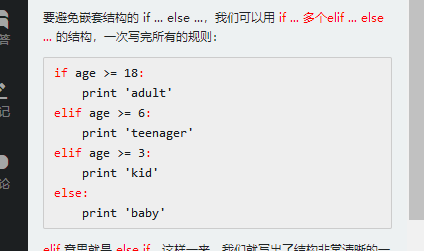 答
记
论
要避免嵌套结构的 if ... else ...，我们可以用 if ... 多个elif ... else
... 的结构，一次写完所有的规则：
if age >= 18:
    print 'adult'
elif age >= 6:
    print 'teenager'
elif age >= 3:
    print 'kid'
else:
    print 'baby'
elif 意思就是 else if，这样一来，我们就写出了结构非常清晰的一